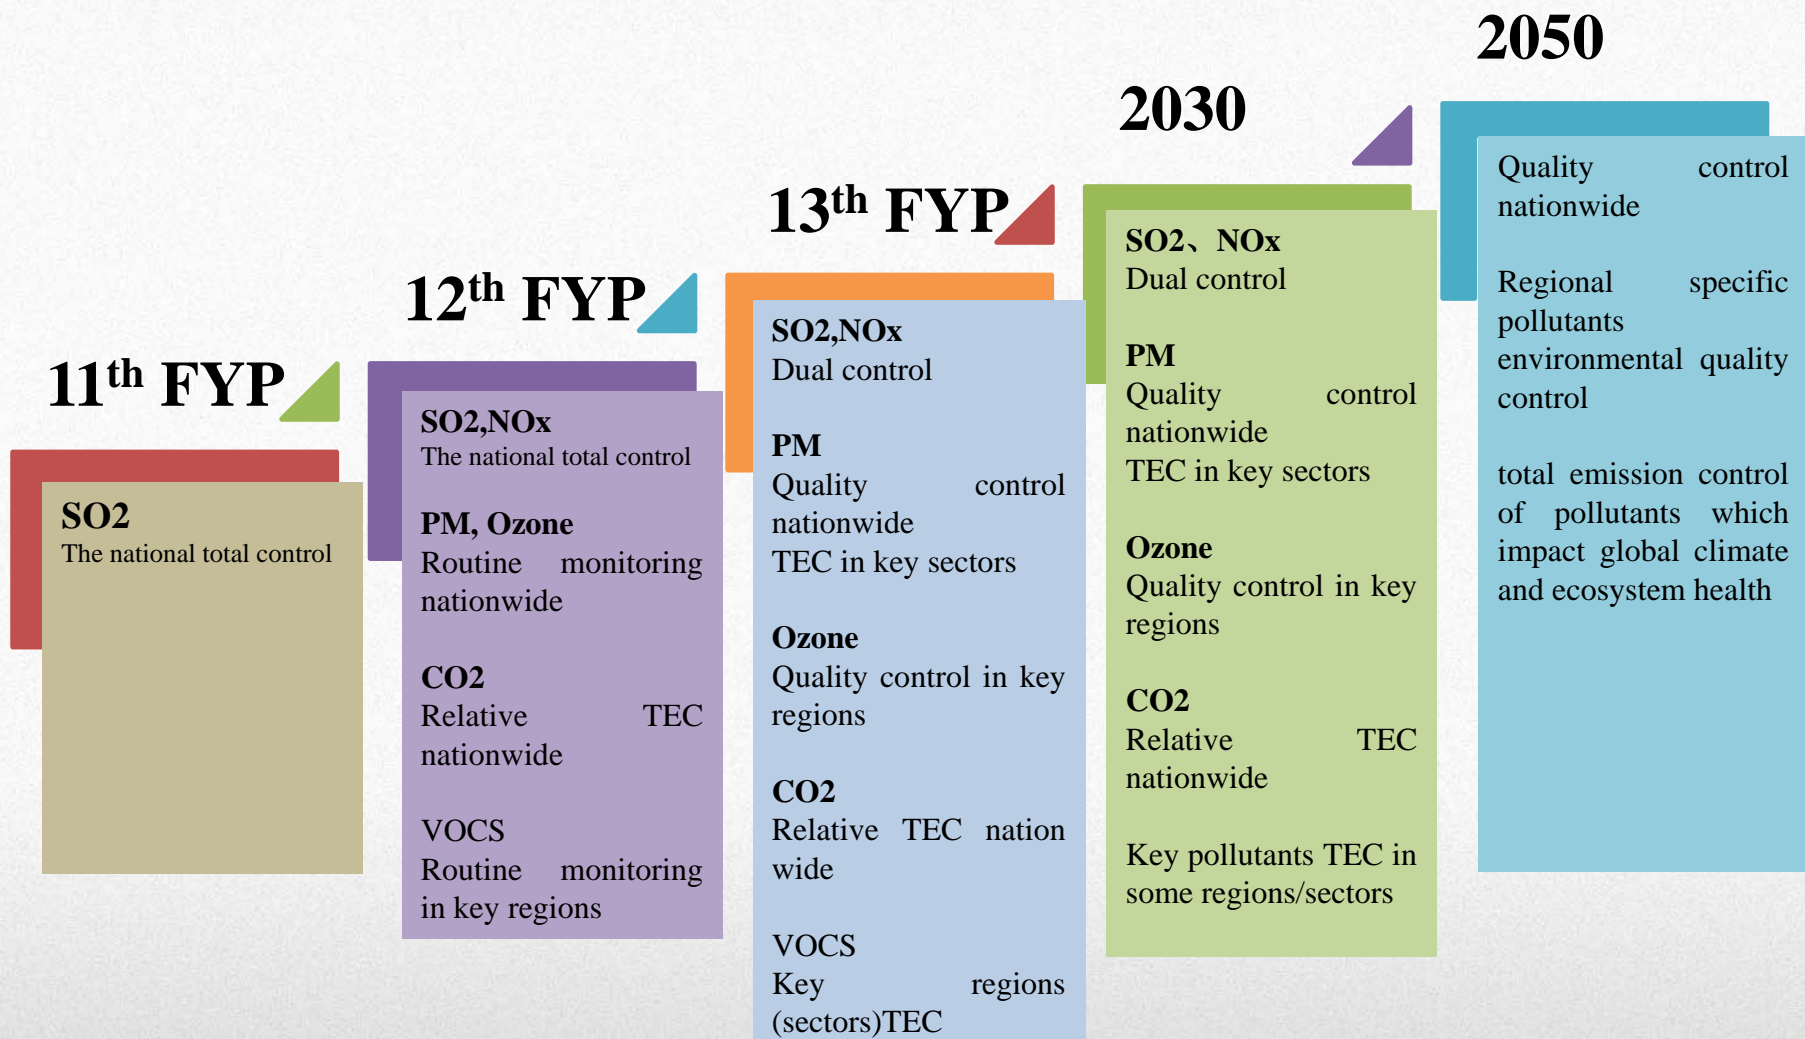 11th FYP
SO2
The national total control
12th FYP
SO2,NOx
The national total control
PM, Ozone
Routine monitoring
nationwide
CO2
Relative TEC
nationwide
VOCS
Routine monitoring
in key regions
13th FYP
SO2,NOx
Dual control
PM
Quality control
nationwide
TEC in key sectors
Ozone
Quality control in key
regions
CO2
Relative TEC nation
wide
VOCS
Key regions
(sectors)TEC
2030
SO2、NOx
Dual control
PM
Quality control
nationwide
TEC in key sectors
Ozone
Quality control in key
regions
CO2
Relative TEC
nationwide
Key pollutants TEC in
some regions/sectors
2050
Quality control
nationwide
Regional specific
pollutants
environmental quality
control
total emission control
of pollutants which
impact global climate
and ecosystem health